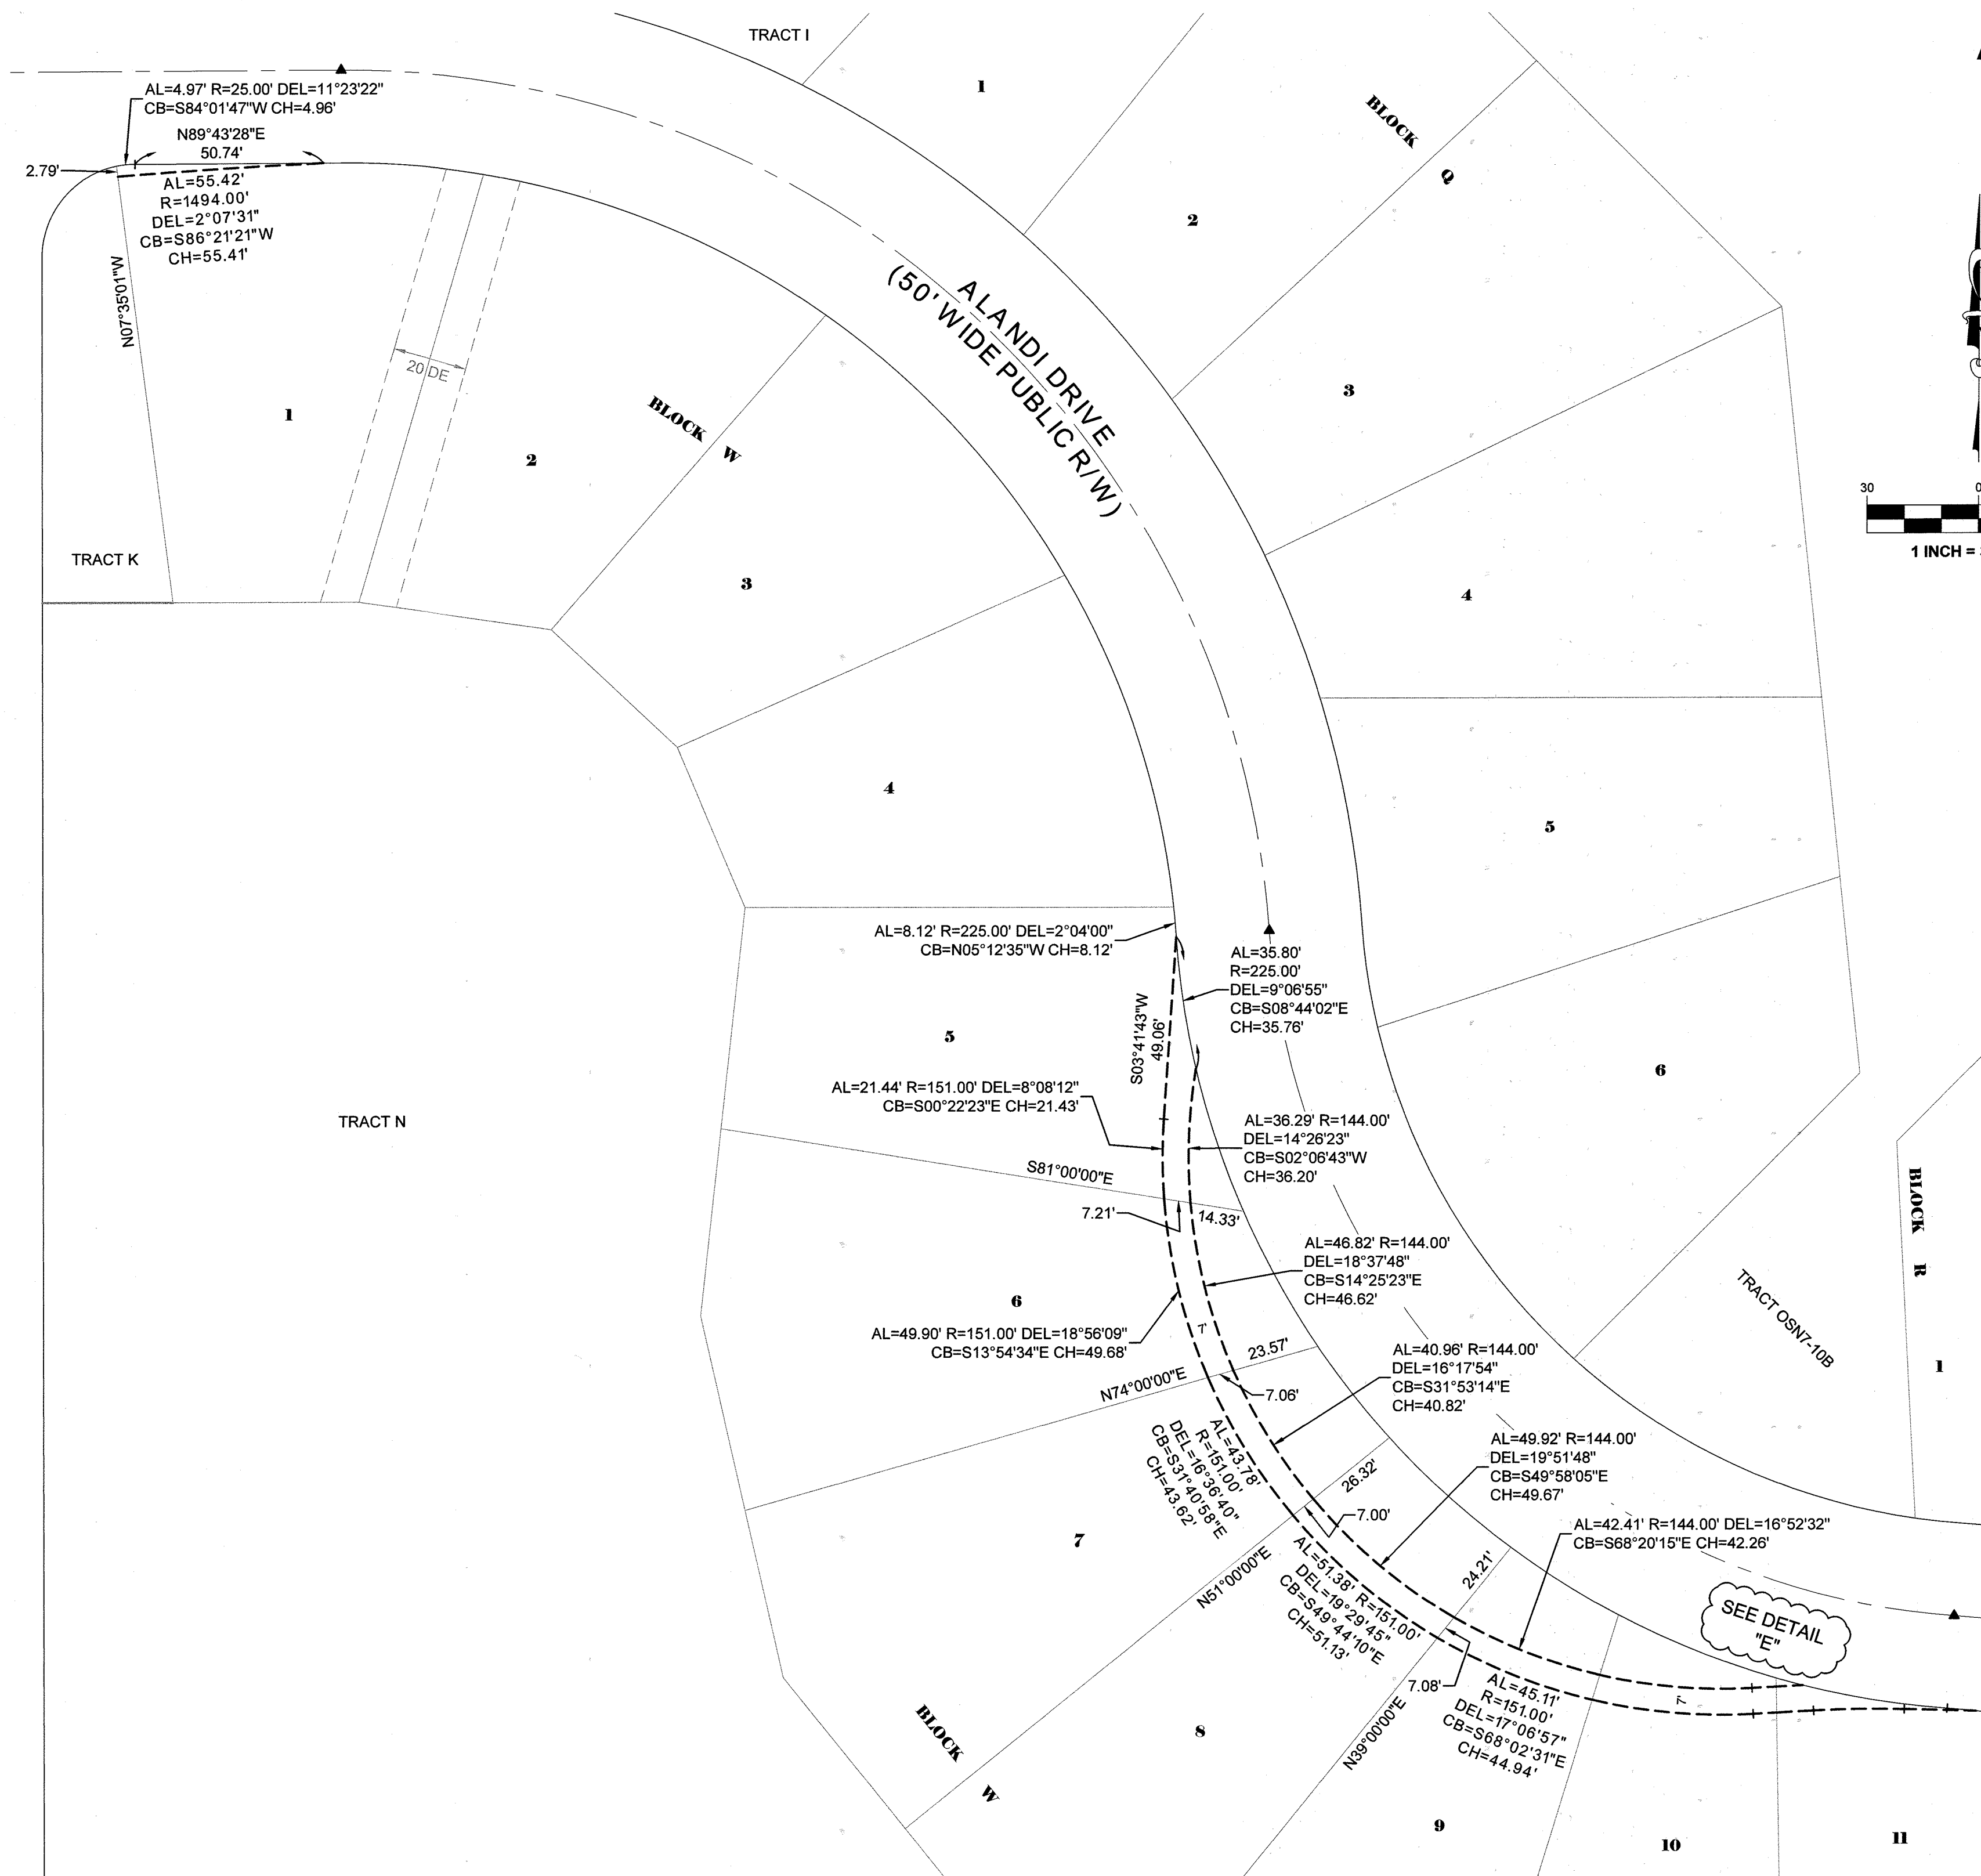 TRACT I
1
BLOCK
Q
AL=4.97' R=25.00' DEL=11°23'22"
CB=S84°01'47"W CH=4.96'
N89°43'28"E
50.74'
2.79'
AL=55.42'
R=1494.00'
DEL=2°07'31"
CB=S86°21'21"W
CH=55.41'
N07°35'01"W
2
ALANDI DRIVE
(50' WIDE PUBLIC R/W)
20 DE
1
BLOCK
W
2
3
30
0
1 INCH =
TRACT K
3
4
4
5
AL=8.12' R=225.00' DEL=2°04'00"
CB=N05°12'35"W CH=8.12'
AL=35.80'
R=225.00'
DEL=9°06'55"
CB=S08°44'02"E
CH=35.76'
S03°41'43"W
49.06'
5
6
AL=21.44' R=151.00' DEL=8°08'12"
CB=S00°22'23"E CH=21.43'
TRACT N
AL=36.29' R=144.00'
DEL=14°26'23"
CB=S02°06'43"W
CH=36.20'
S81°00'00"E
7.21'
14.33'
BLOCK
R
AL=46.82' R=144.00'
DEL=18°37'48"
CB=S14°25'23"E
CH=46.62'
TRACT OSN7-10B
6
7'
AL=49.90' R=151.00' DEL=18°56'09"
CB=S13°54'34"E CH=49.68'
23.57'
AL=40.96' R=144.00'
DEL=16°17'54"
CB=S31°53'14"E
CH=40.82'
1
N74°00'00"E
7.06'
AL=43.78'
R=151.00'
DEL=16°36'40"
CB=S31°40'58"E
CH=43.62'
AL=49.92' R=144.00'
DEL=19°51'48"
CB=S49°58'05"E
CH=49.67'
26.32'
7.00'
AL=42.41' R=144.00' DEL=16°52'32"
CB=S68°20'15"E CH=42.26'
7
N51°00'00"E
AL=51.38' R=151.00'
DEL=19°29'45"
CB=S49°44'10"E
CH=51.13'
24.21'
SEE DETAIL
"E"
7.08'
AL=45.11'
R=151.00'
DEL=17°06'57"
CB=S68°02'31"E
CH=44.94'
7'
N39°00'00"E
BLOCK
W
8
9
10
11